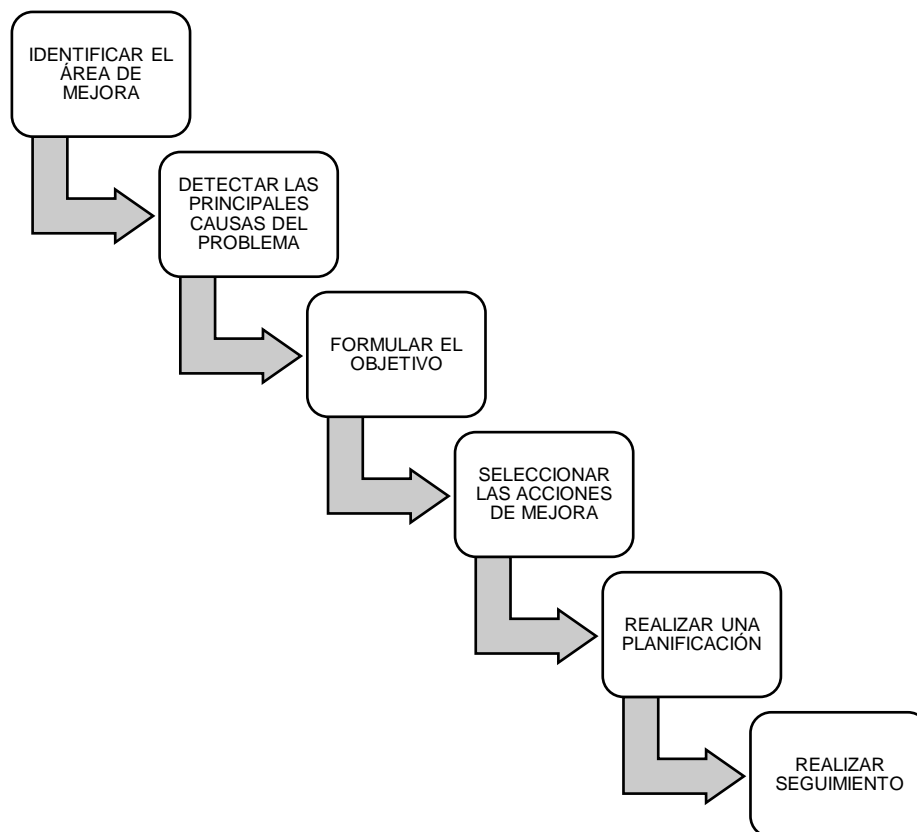 IDENTIFICAR EL
ÁREA DE
MEJORA
DETECTAR LAS
PRINCIPALES
CAUSAS DEL
PROBLEMA
FORMULAR EL
OBJETIVO
SELECCIONAR
LAS ACCIONES
DE MEJORA
REALIZAR UNA
PLANIFICACIÓN
REALIZAR
SEGUIMIENTO